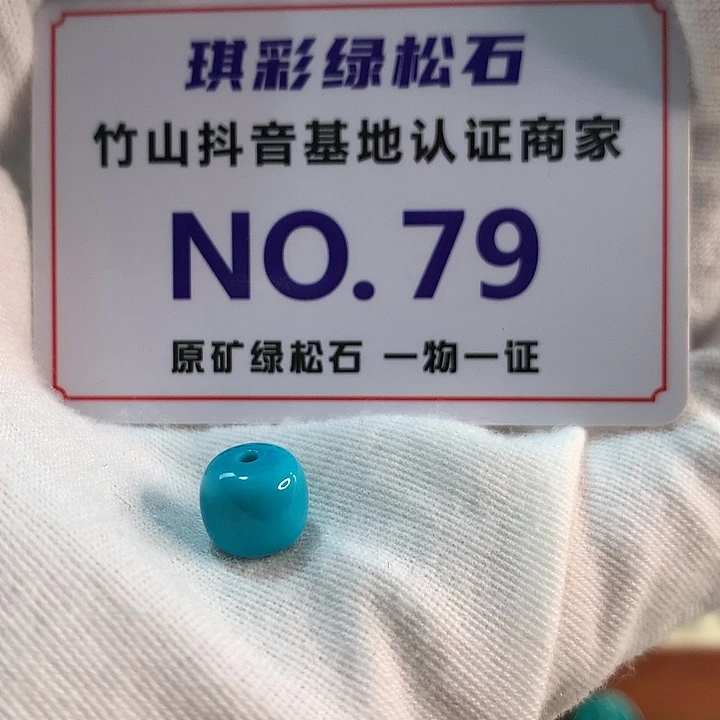 琪彩绿松石
竹山抖音基地认证商家
NO.79
原矿绿松石 一物一证